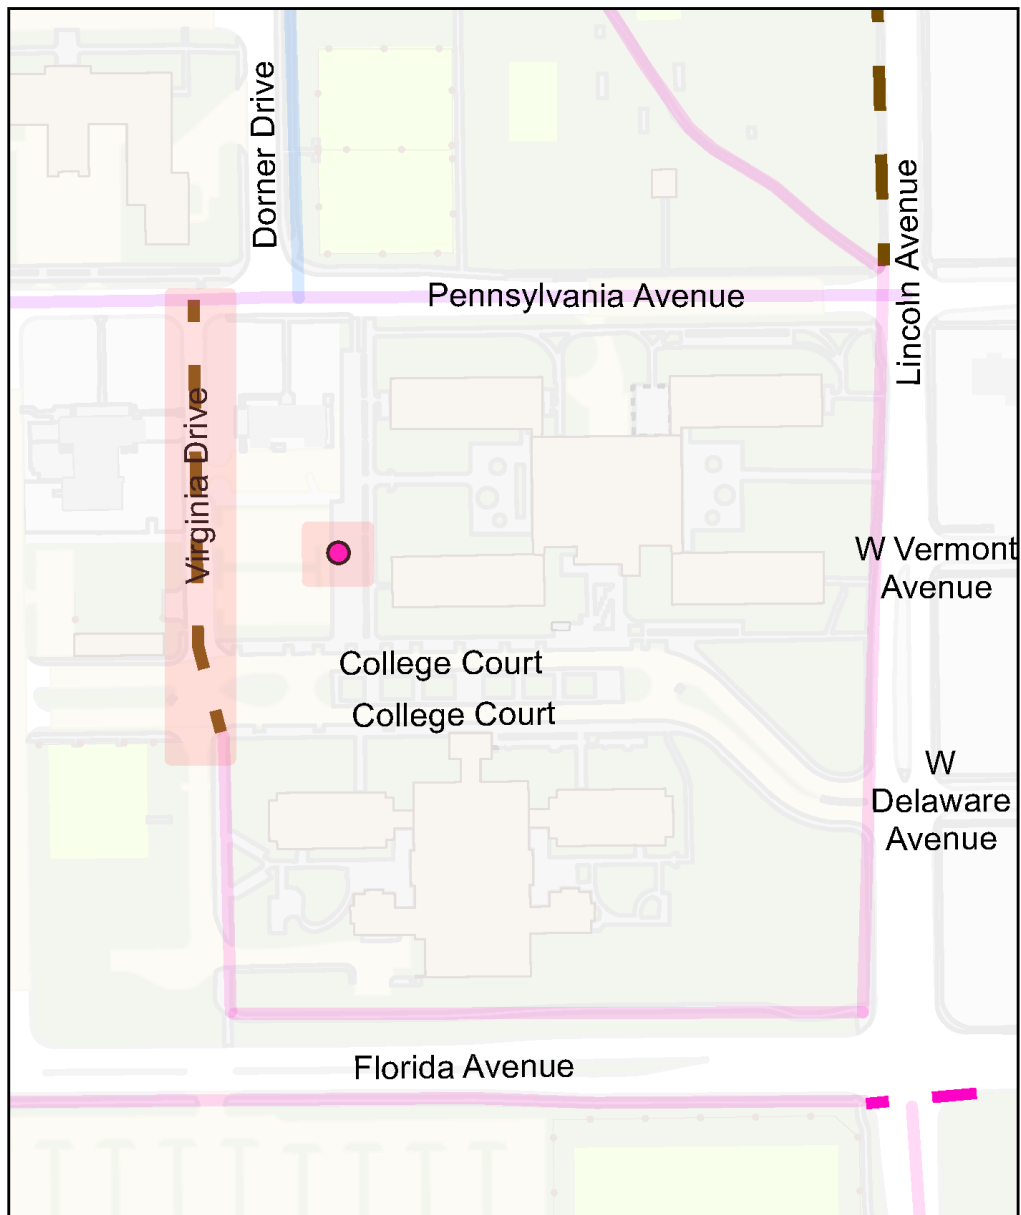 Dorner Drive
Lincoln Avenue
Pennsylvania Avenue
Virginia Drive
W Vermont
Avenue
College Court
College Court
W
Delaware
Avenue
Florida Avenue